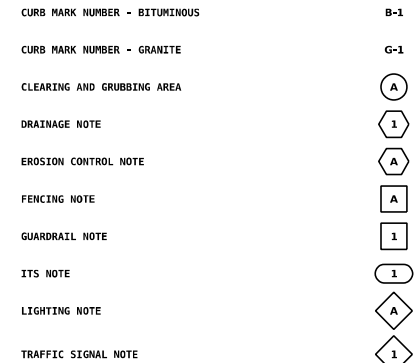 CURB MARK NUMBER - BITUMINOUS B-1
CURB MARK NUMBER - GRANITE G-1
CLEARING AND GRUBBING AREA A
DRAINAGE NOTE 1
EROSION CONTROL NOTE A
FENCING NOTE A
GUARDRAIL NOTE 1
ITS NOTE 1
LIGHTING NOTE A
TRAFFIC SIGNAL NOTE 1